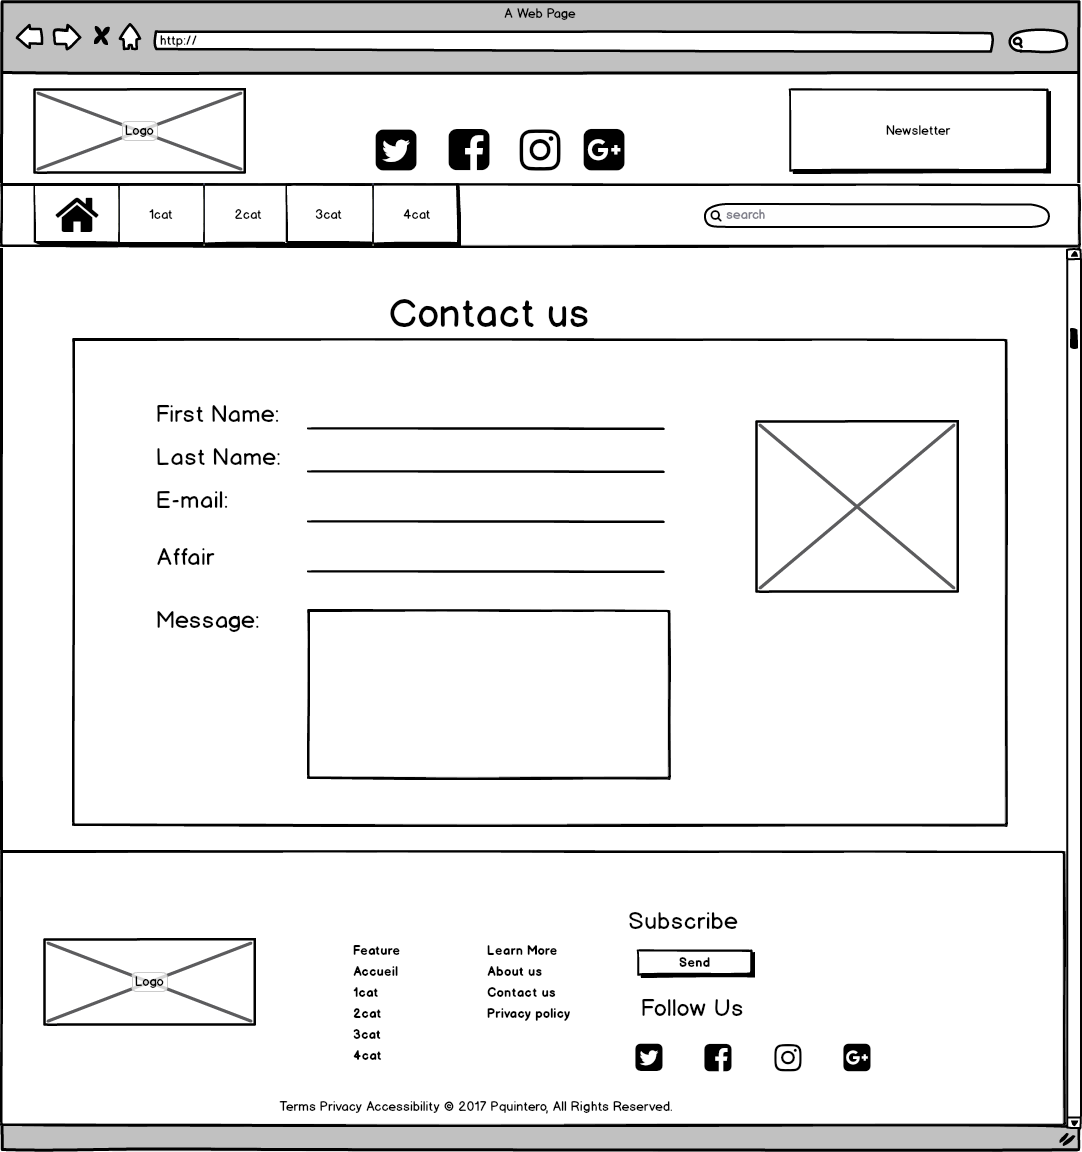 A Web Page
http://
Logo
Newsletter
1cat
2cat
3cat
4cat
search
Contact us
First Name:
Last Name:
E-mail:
Affair
Message:
Logo
Feature
Accueil
1cat
2cat
3cat
4cat
Learn More
About us
Contact us
Privacy policy
Subscribe
Send
Follow Us
Terms Privacy Accessibility © 2017 Pquintero, All Rights Reserved.